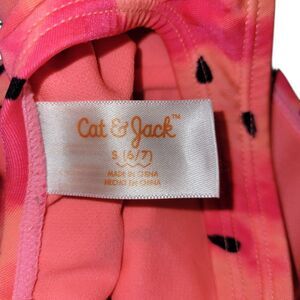 Cat & Jack™
S (6/7)
MADE IN CHINA
HECHO EN CHINA